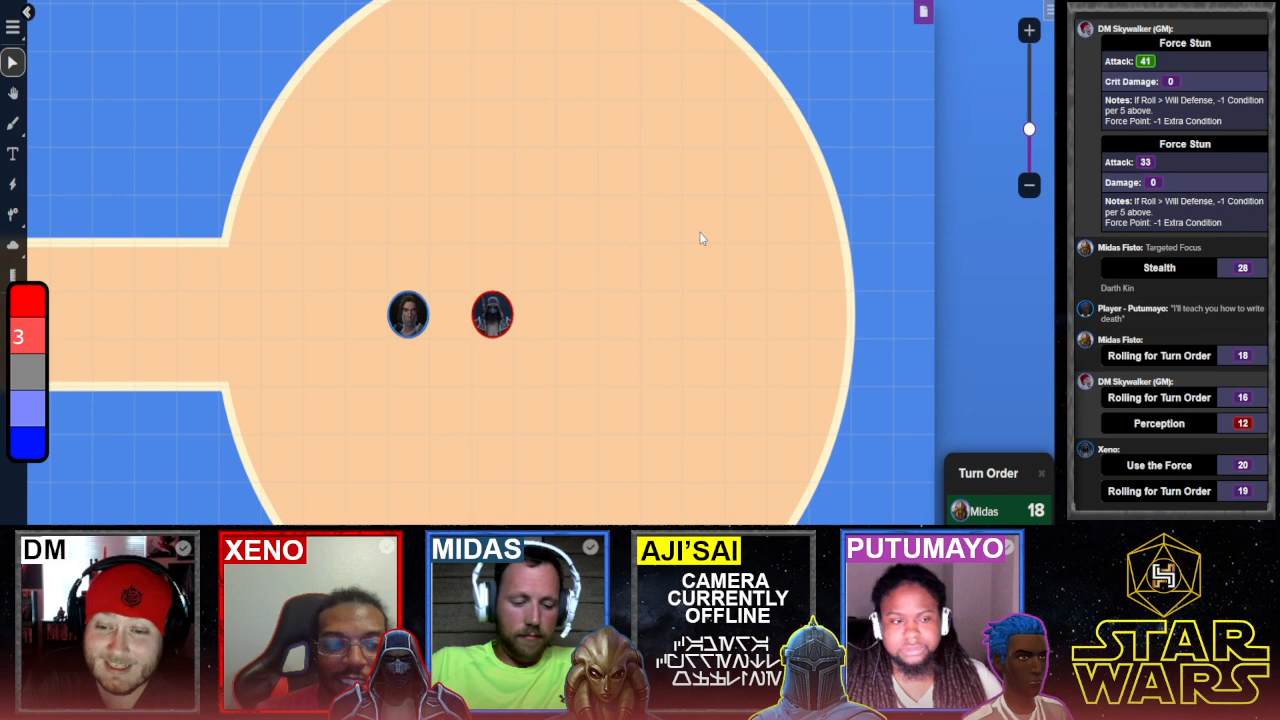 DM Skywalker (GM):
Force Stun
Attack: 41
Crit Damage: 0
Notes: If Roll > Will Defense, -1 Condition
per 5 above.
Force Point: -1 Extra Condition
Force Stun
Attack: 33
Damage: 0
Notes: If Roll > Will Defense, -1 Condition
per 5 above.
Force Point: -1 Extra Condition
Midas Fisto: Targeted Focus
Stealth 28
Darth Kin
Player - Putumayo: "I'll teach you how to write
death"
Midas Fisto:
Rolling for Turn Order 18
DM Skywalker (GM):
Rolling for Turn Order 16
Perception 12
Xeno:
Use the Force 20
Rolling for Turn Order 19
3
Turn Order x
Midas 18
DM
XENO
MIDAS
AJI'SAI
CAMERA
CURRENTLY
OFFLINE
PUTUMAYO
STAR
WARS